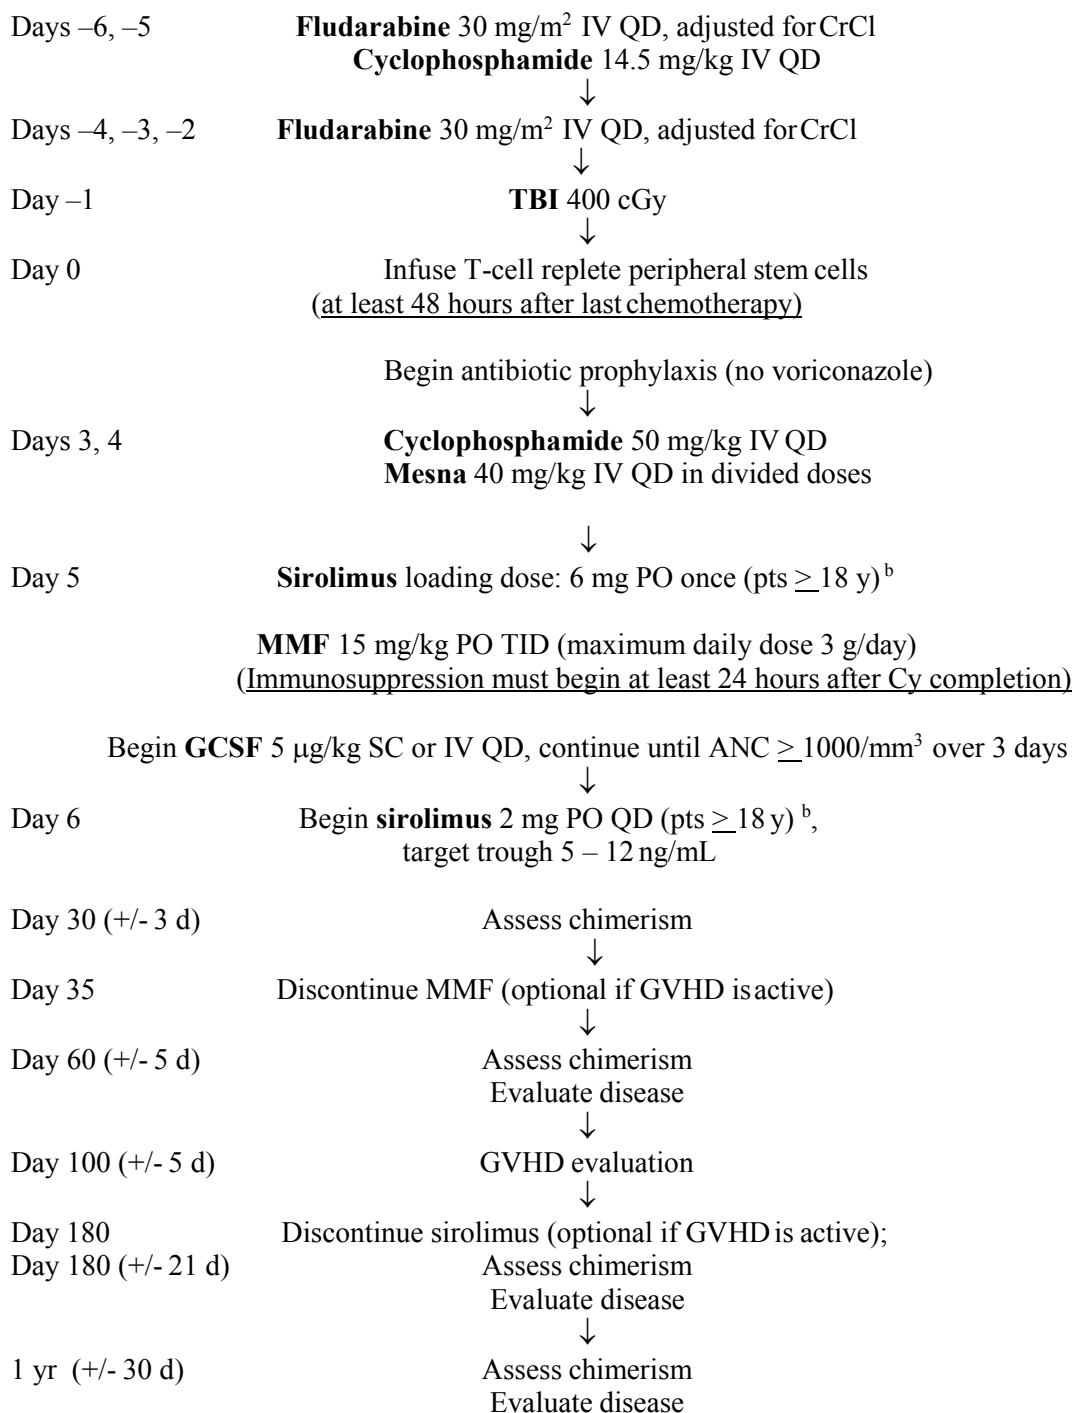 Days –6, –5 Fludarabine 30 mg/m² IV QD, adjusted for CrCl
Cyclophosphamide 14.5 mg/kg IV QD
↓
Days –4, –3, –2 Fludarabine 30 mg/m² IV QD, adjusted for CrCl
↓
Day –1 TBI 400 cGy
↓
Day 0 Infuse T-cell replete peripheral stem cells
(at least 48 hours after last chemotherapy)
Begin antibiotic prophylaxis (no voriconazole)
↓
Days 3, 4 Cyclophosphamide 50 mg/kg IV QD
Mesna 40 mg/kg IV QD in divided doses
↓
Day 5 Sirolimus loading dose: 6 mg PO once (pts ≥ 18 y) ᵇ
MMF 15 mg/kg PO TID (maximum daily dose 3 g/day)
(Immunosuppression must begin at least 24 hours after Cy completion)
Begin GCSF 5 μg/kg SC or IV QD, continue until ANC ≥ 1000/mm³ over 3 days
↓
Day 6 Begin sirolimus 2 mg PO QD (pts ≥ 18 y) ᵇ,
target trough 5 – 12 ng/mL
Day 30 (+/- 3 d) Assess chimerism
↓
Day 35 Discontinue MMF (optional if GVHD is active)
↓
Day 60 (+/- 5 d) Assess chimerism
Evaluate disease
↓
Day 100 (+/- 5 d) GVHD evaluation
↓
Day 180 Discontinue sirolimus (optional if GVHD is active);
Day 180 (+/- 21 d) Assess chimerism
Evaluate disease
↓
1 yr (+/- 30 d) Assess chimerism
Evaluate disease